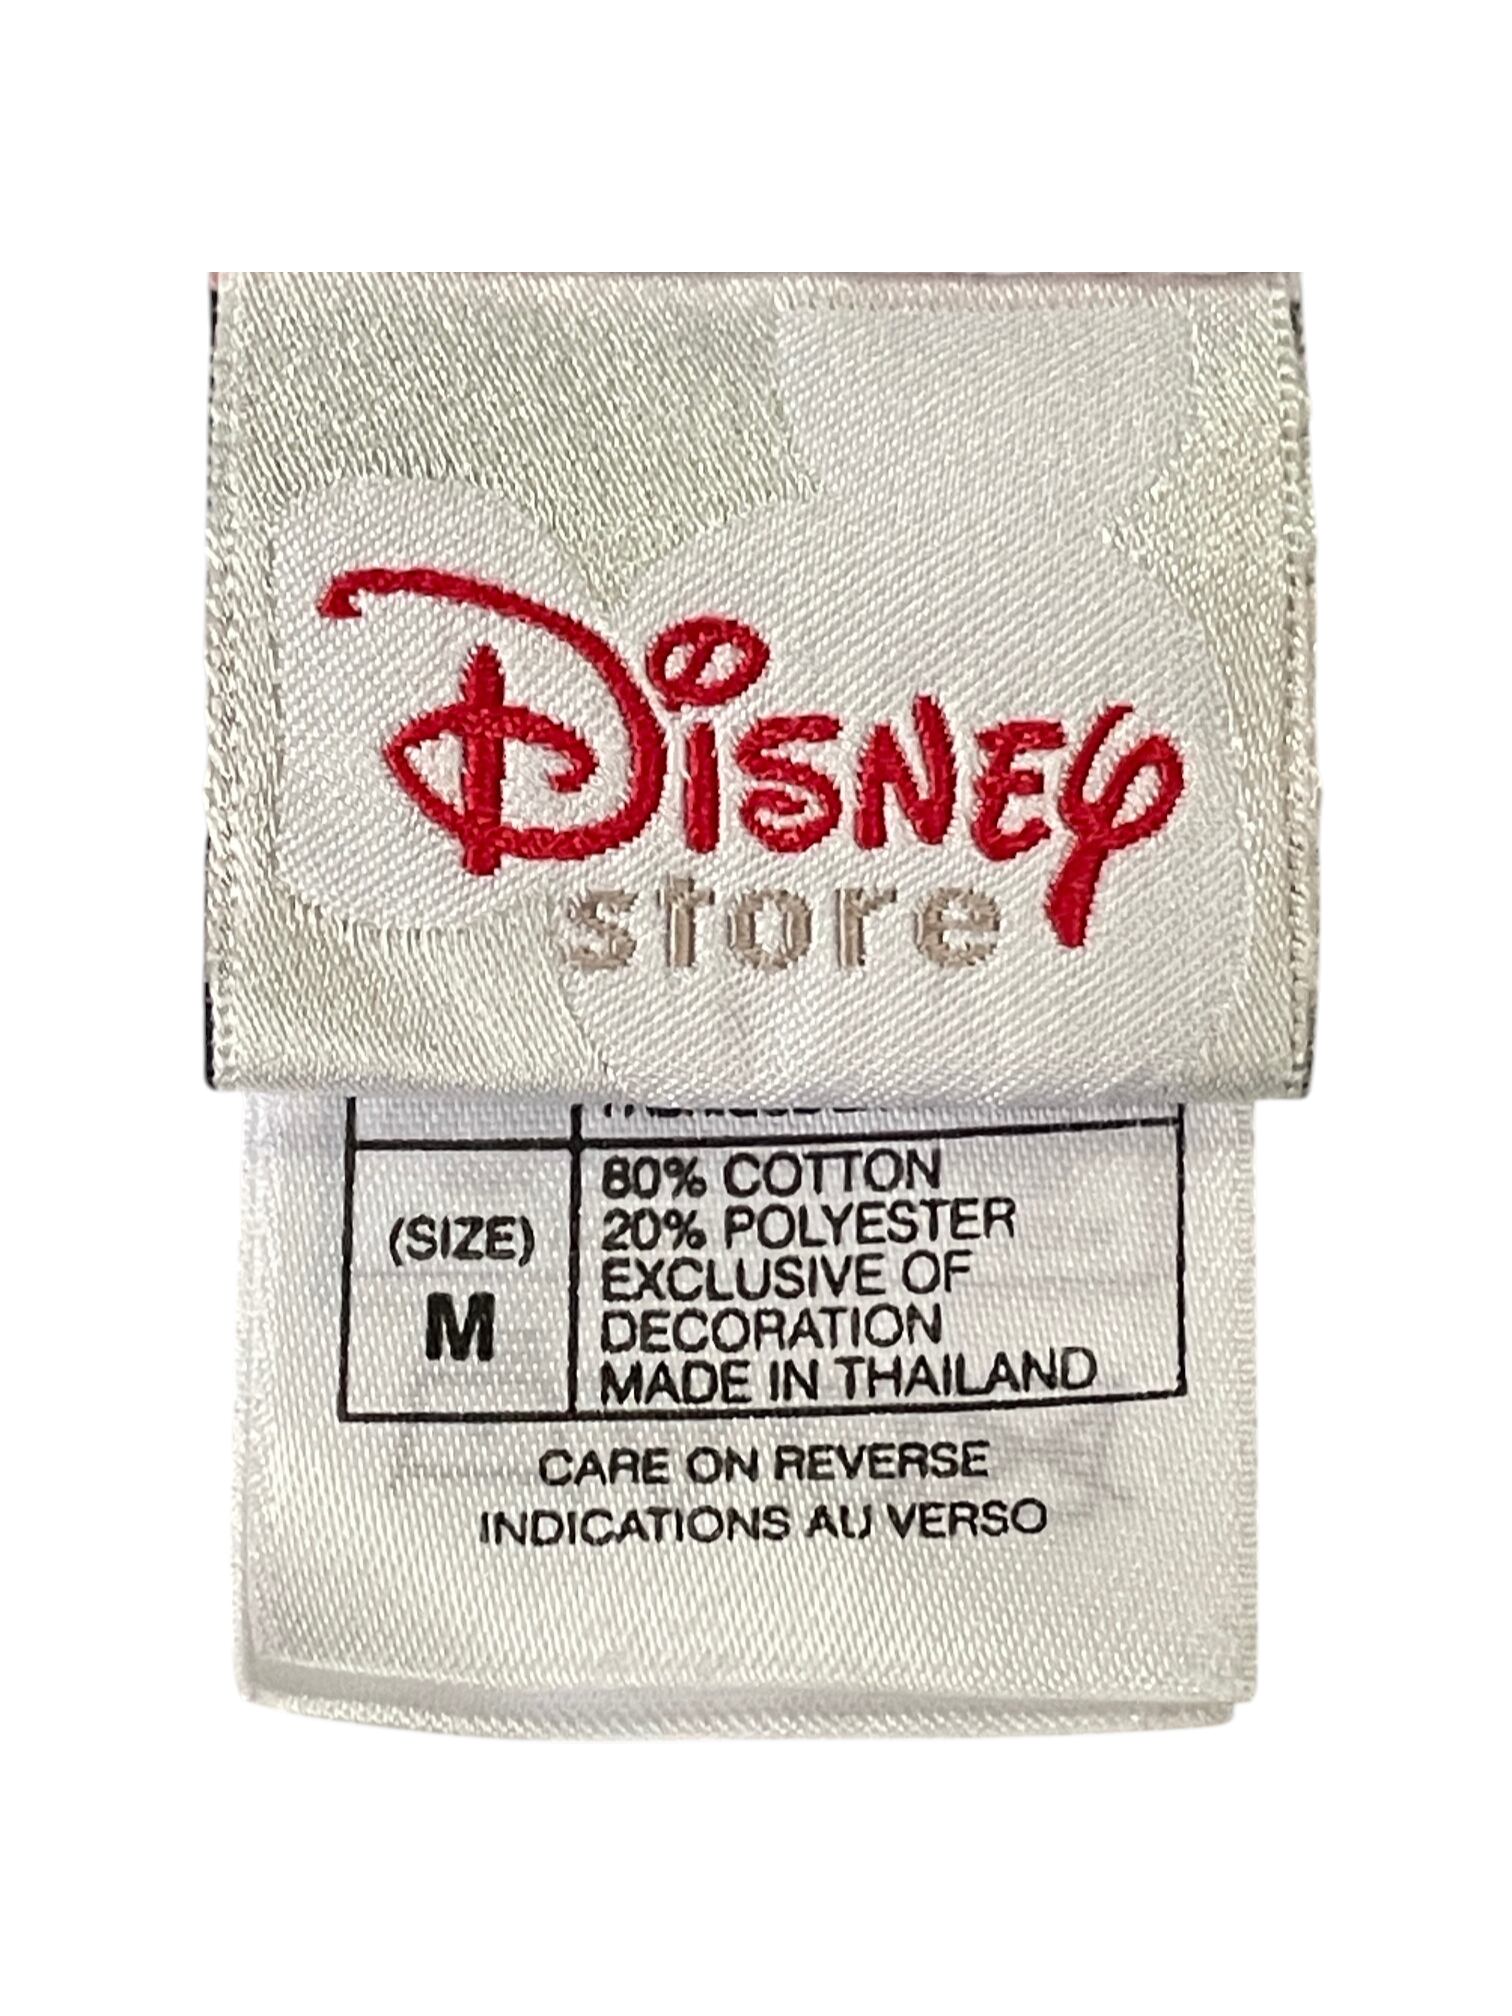 Disney
store
80% COTTON
20% POLYESTER
EXCLUSIVE OF
DECORATION
MADE IN THAILAND
(SIZE)
M
CARE ON REVERSE
INDICATIONS AU VERSO